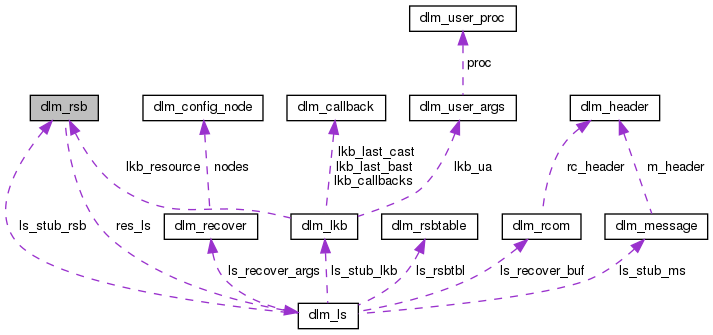 dlm_user_proc
proc
dlm_rsb
dlm_config_node
dlm_callback
dlm_user_args
dlm_header
lkb_resource
nodes
lkb_last_cast
lkb_last_bast
lkb_callbacks
lkb_ua
rc_header
m_header
ls_stub_rsb
res_ls
dlm_recover
dlm_lkb
dlm_rsbtable
dlm_rcom
dlm_message
ls_recover_args
ls_stub_lkb
ls_rsbtbl
ls_recover_buf
ls_stub_ms
dlm_ls